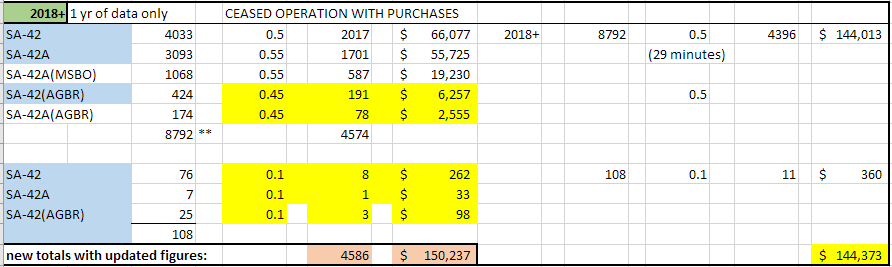 2018+ 1 yr of data only CEASED OPERATION WITH PURCHASES
SA-42 4033 0.5 2017 $ 66,077 2018+ 8792 0.5 4396 $ 144,013
SA-42A 3093 0.55 1701 $ 55,725 (29 minutes)
SA-42A(MSBO) 1068 0.55 587 $ 19,230
SA-42(AGBR) 424 0.45 191 $ 6,257 0.5
SA-42A(AGBR) 174 0.45 78 $ 2,555
8792 ** 4574
SA-42 76 0.1 8 $ 262 108 0.1 11 $ 360
SA-42A 7 0.1 1 $ 33
SA-42(AGBR) 25 0.1 3 $ 98
108
new totals with updated figures: 4586 $ 150,237 $ 144,373